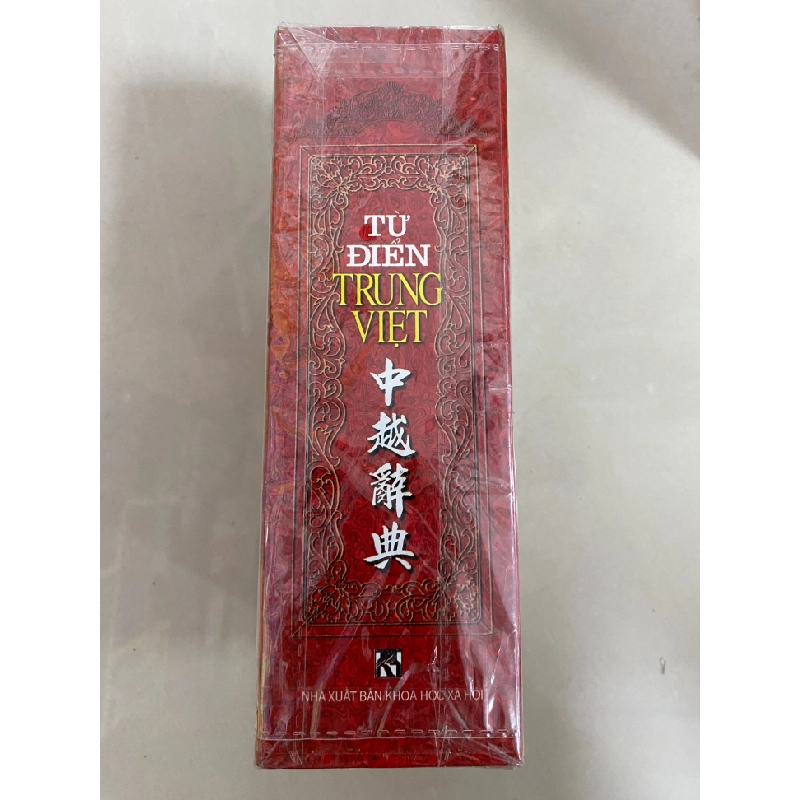 TỪ
ĐIỂN
TRUNG
VIỆT
中越辭典
NHÀ XUẤT BẢN KHOA HỌC XÃ HỘI